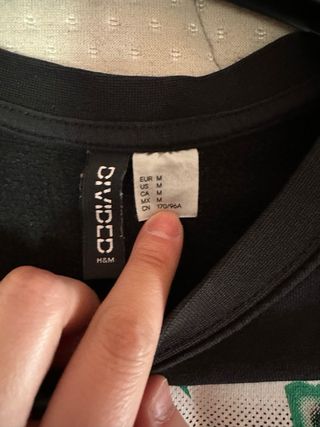 DIVIDED
H&M
EUR M
US M
CA M
MX M
CN 170/96A